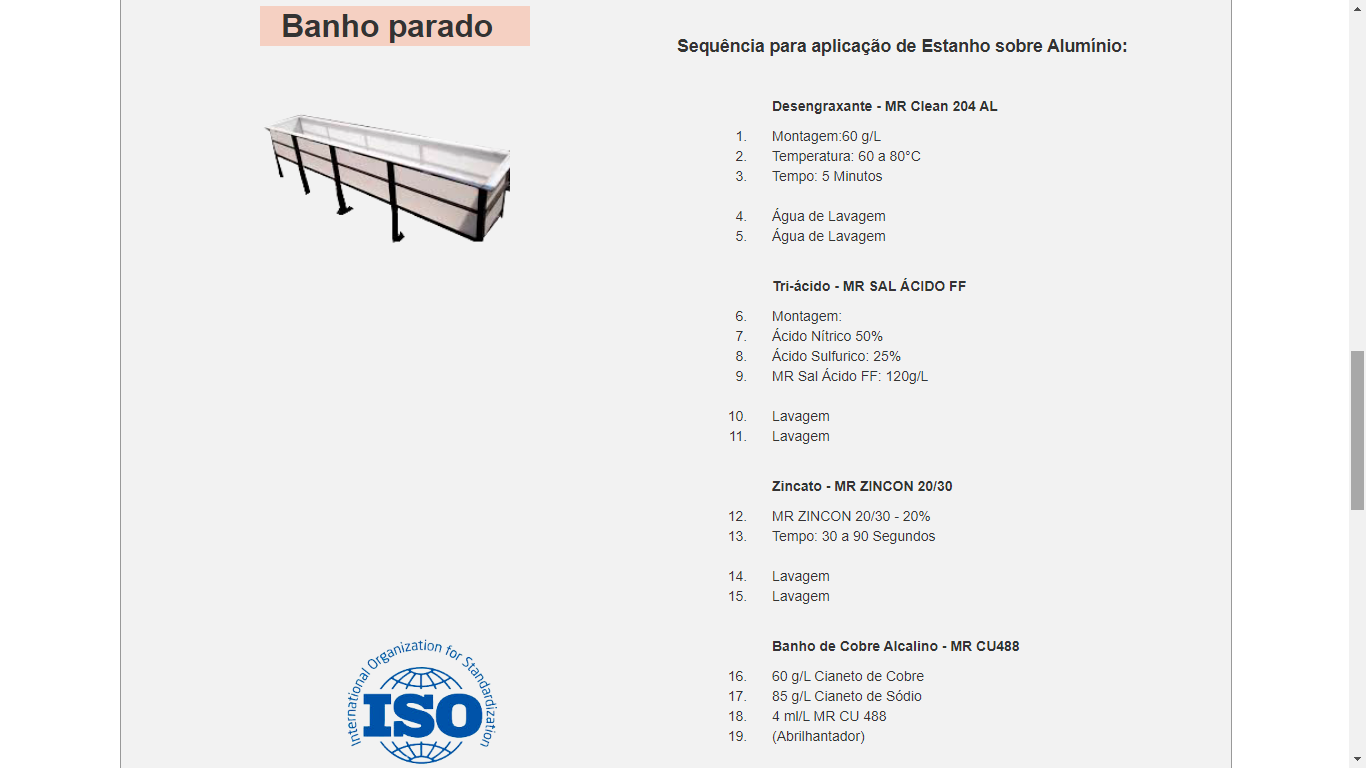 Banho parado
Sequência para aplicação de Estanho sobre Alumínio:
Desengraxante - MR Clean 204 AL
1. Montagem:60 g/L
2. Temperatura: 60 a 80°C
3. Tempo: 5 Minutos
4. Água de Lavagem
5. Água de Lavagem
Tri-ácido - MR SAL ÁCIDO FF
6. Montagem:
7. Ácido Nítrico 50%
8. Ácido Sulfurico: 25%
9. MR Sal Ácido FF: 120g/L
10. Lavagem
11. Lavagem
Zincato - MR ZINCON 20/30
12. MR ZINCON 20/30 - 20%
13. Tempo: 30 a 90 Segundos
14. Lavagem
15. Lavagem
Banho de Cobre Alcalino - MR CU488
16. 60 g/L Cianeto de Cobre
17. 85 g/L Cianeto de Sódio
18. 4 ml/L MR CU 488
19. (Abrilhantador)
International Organization for Standardization
ISO